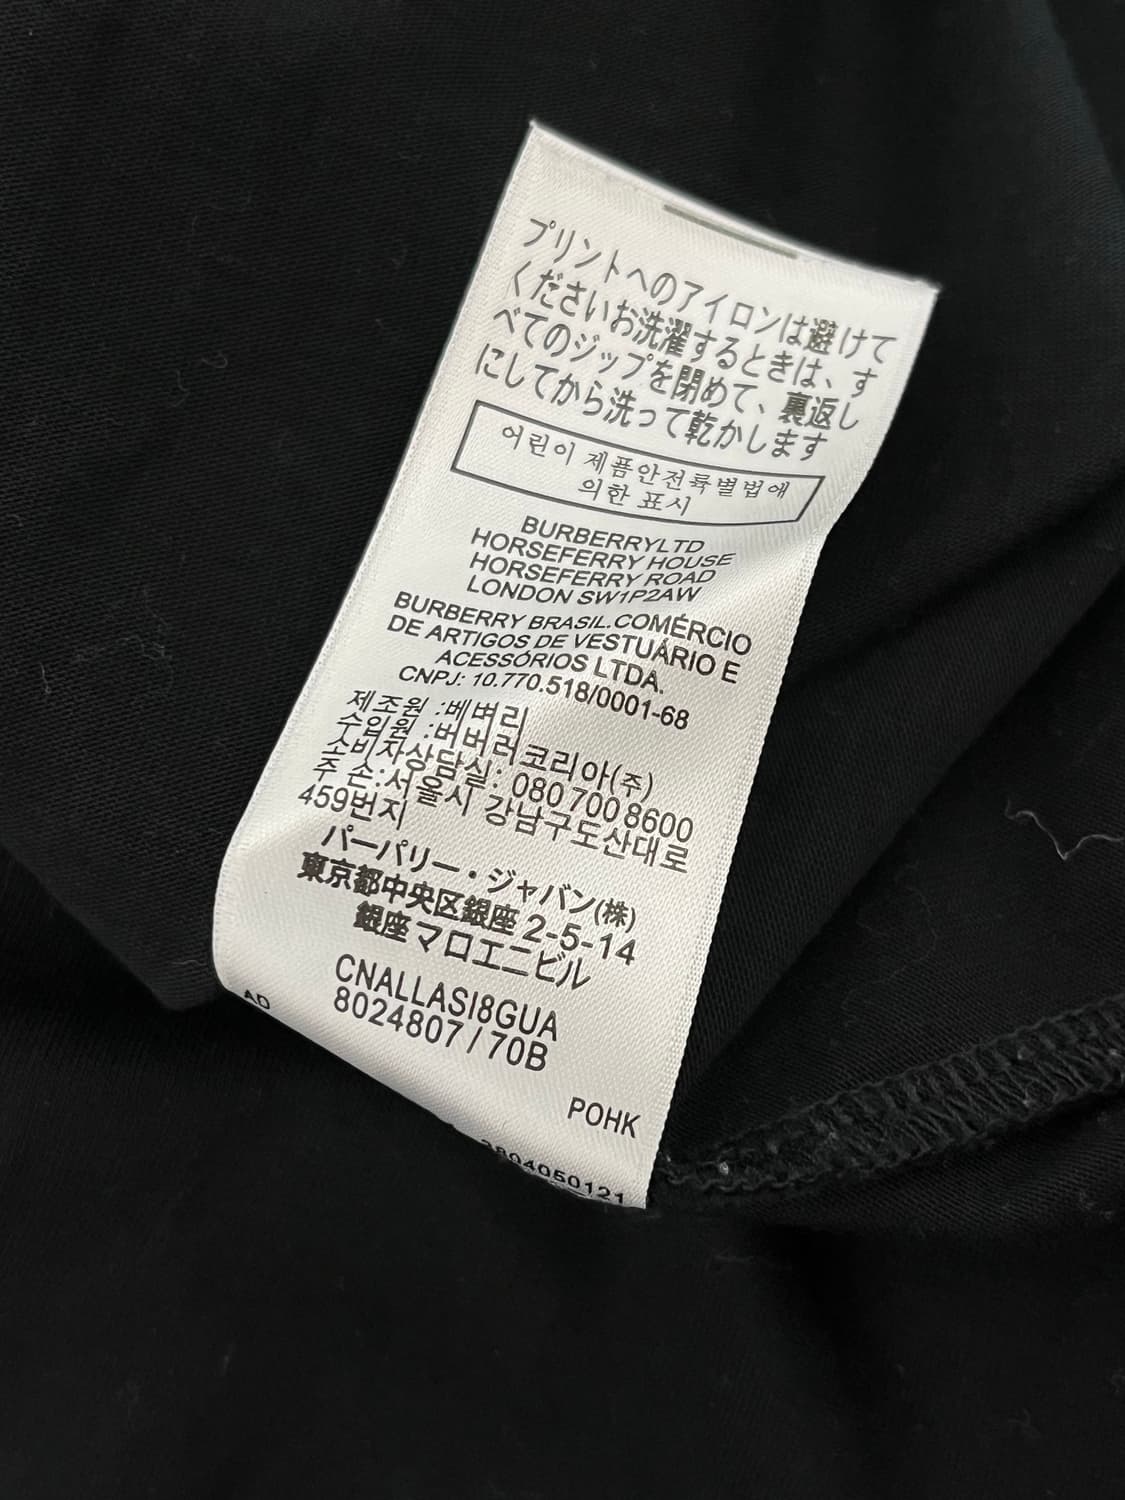 プリントへのアイロンは避けて
くださいお洗濯するときは、す
べてのジップを閉めて、裏返し
にしてから洗って乾かします
어린이 제품안전륙별법애
의한 표시
BURBERRYLTD
HORSEFERRY HOUSE
HORSEFERRY ROAD
LONDON SW1P2AW
BURBERRY BRASIL.COMÉRCIO
DE ARTIGOS DE VESTUÁRIO E
ACESSÓRIOS LTDA.
CNPJ: 10.770.518/0001-68
제조원 :베벼리
수입원 :버버러코리아(주)
소비자상담실: 080 700 8600
주 손:서울시 강남구도산대로
459번지
パーパリー・ジャバン(株)
東京都中央区銀座 2-5-14
銀座マロエニビル
CNALLASI8GUA
8024807 / 70B
POHK
AD
3804050121